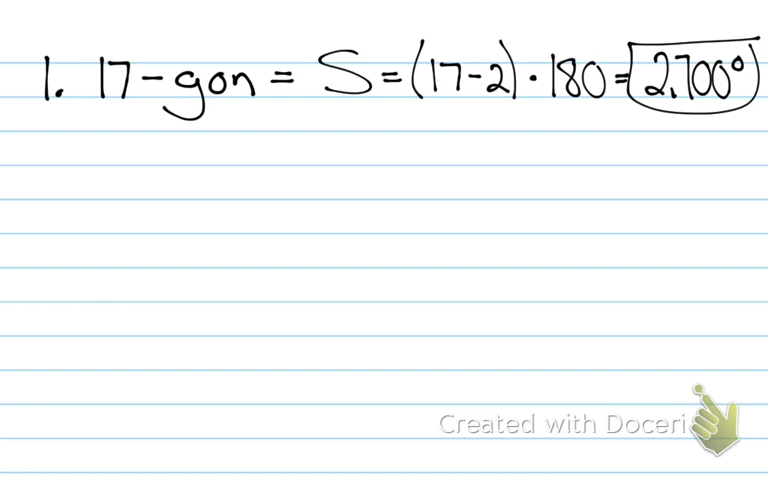 1. 17-gon = S = (17-2) · 180 = 2,700°
Created with Doceri